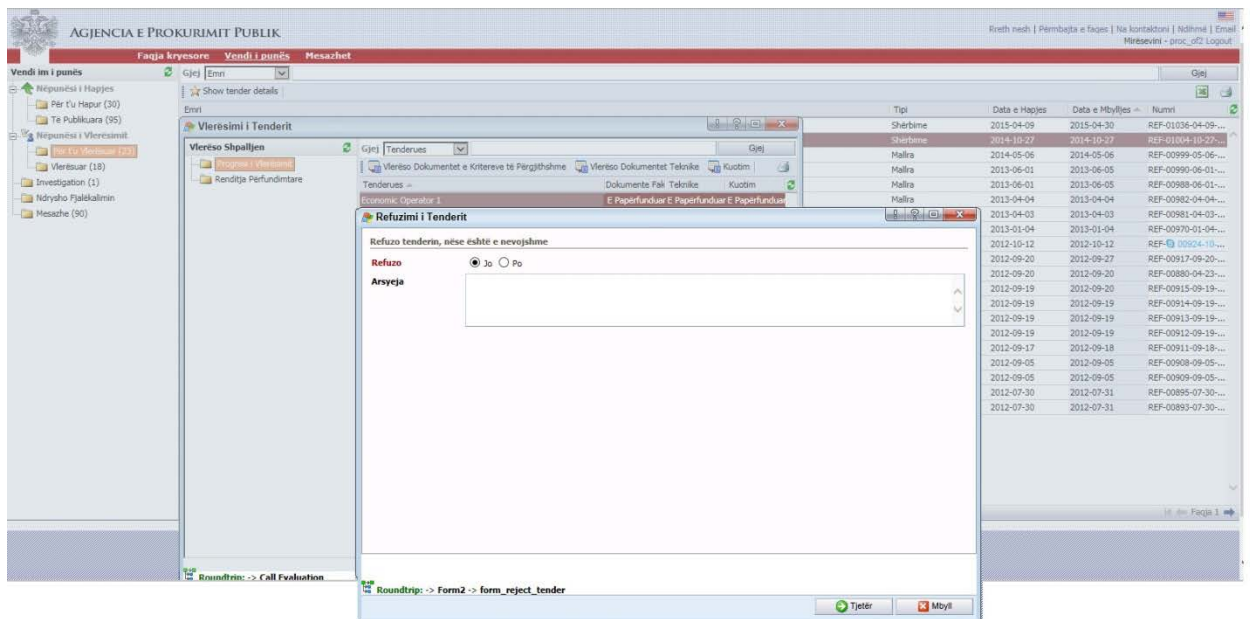 AGJENCIA E PROKURIMIT PUBLIK
Rreth nesh | Përmbajta e faqes | Na kontaktoni | Ndihmë | Email
Mirësevini - proc_of2 Logout
Faqja kryesore Vendi i punës Mesazhet
Vendi im i punës
Gjej Emri Gjej
Nëpunësi i Hapjes
Show tender details
Për t'u Hapur (30)
Të Publikuara (95)
Nëpunësi i Vlerësimit
Për t'u Vlerësuar (23)
Vlerësuar (18)
Investigation (1)
Ndrysho Fjalëkalimin
Mesazhe (90)
Emri Tipi Data e Hapjes Data e Mbylljes Numri
Shërbime 2015-04-09 2015-04-30 REF-01036-04-09-...
Shërbime 2014-10-27 2014-10-27 REF-01004-10-27-...
Mallra 2014-05-06 2014-05-06 REF-00999-05-06-...
Mallra 2013-06-01 2013-06-05 REF-00990-06-01-...
Mallra 2013-06-01 2013-06-05 REF-00988-06-01-...
Mallra 2013-04-04 2013-04-04 REF-00982-04-04-...
2013-04-03 2013-04-03 REF-00981-04-03-...
2013-01-04 2013-01-04 REF-00970-01-04-...
2012-10-12 2012-10-12 REF- 00924-10-...
2012-09-20 2012-09-27 REF-00917-09-20-...
2012-09-20 2012-09-20 REF-00880-04-23-...
2012-09-19 2012-09-20 REF-00915-09-19-...
2012-09-19 2012-09-19 REF-00914-09-19-...
2012-09-19 2012-09-19 REF-00913-09-19-...
2012-09-19 2012-09-19 REF-00912-09-19-...
2012-09-17 2012-09-18 REF-00911-09-18-...
2012-09-05 2012-09-05 REF-00908-09-05-...
2012-09-05 2012-09-05 REF-00909-09-05-...
2012-07-30 2012-07-31 REF-00895-07-30-...
2012-07-30 2012-07-31 REF-00893-07-30-...
Faqja 1
Vlerësimi i Tenderit
Vlerëso Shpalljen
Progresi i Vlerësimit
Renditja Përfundimtare
Gjej Tenderues Gjej
Vlerëso Dokumentet e Kritereve të Përgjithshme Vlerëso Dokumentet Teknike Kuotim
Tenderues Dokumente Pak Teknike Kuotim
Economic Operator 1 E Papërfunduar E Papërfunduar E Papërfunduar
Roundtrip: -> Call Evaluation
Refuzimi i Tenderit
Refuzo tenderin, nëse është e nevojshme
Refuzo Jo Po
Arsyeja
Roundtrip: -> Form2 -> form_reject_tender
Tjetër Mbyll